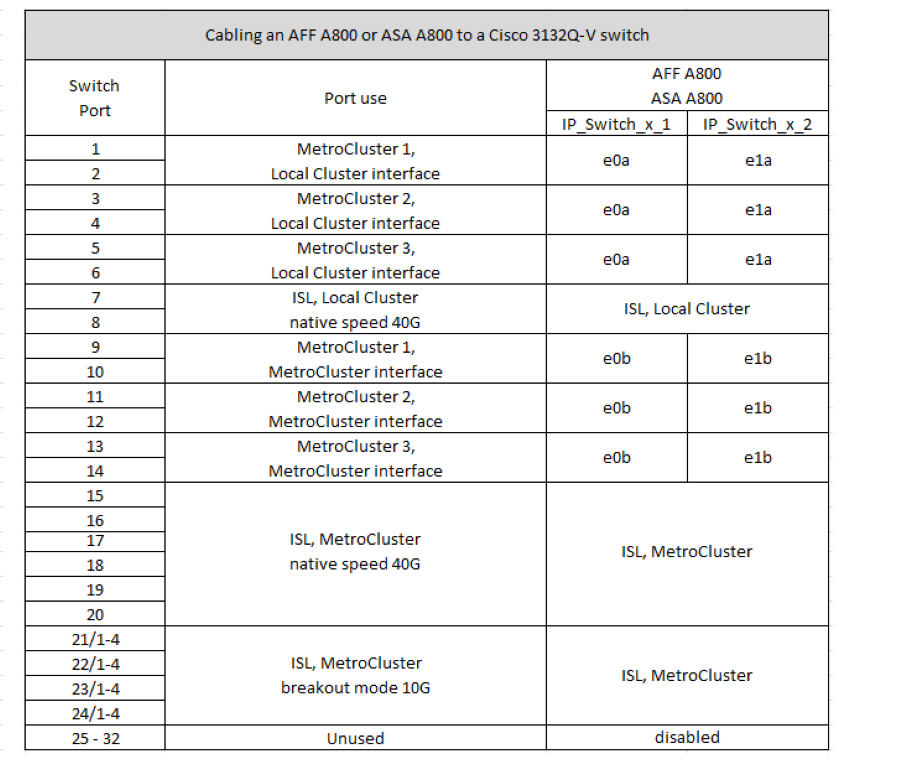 Cabling an AFF A800 or ASA A800 to a Cisco 3132Q-V switch
Switch
Port
Port use
AFF A800
ASA A800
IP_Switch_x_1
IP_Switch_x_2
1
2
MetroCluster 1,
Local Cluster interface
e0a
e1a
3
4
MetroCluster 2,
Local Cluster interface
e0a
e1a
5
6
MetroCluster 3,
Local Cluster interface
e0a
e1a
7
8
ISL, Local Cluster
native speed 40G
ISL, Local Cluster
9
10
MetroCluster 1,
MetroCluster interface
e0b
e1b
11
12
MetroCluster 2,
MetroCluster interface
e0b
e1b
13
14
MetroCluster 3,
MetroCluster interface
e0b
e1b
15
16
17
18
19
20
ISL, MetroCluster
native speed 40G
ISL, MetroCluster
21/1-4
22/1-4
23/1-4
24/1-4
ISL, MetroCluster
breakout mode 10G
ISL, MetroCluster
25 - 32
Unused
disabled